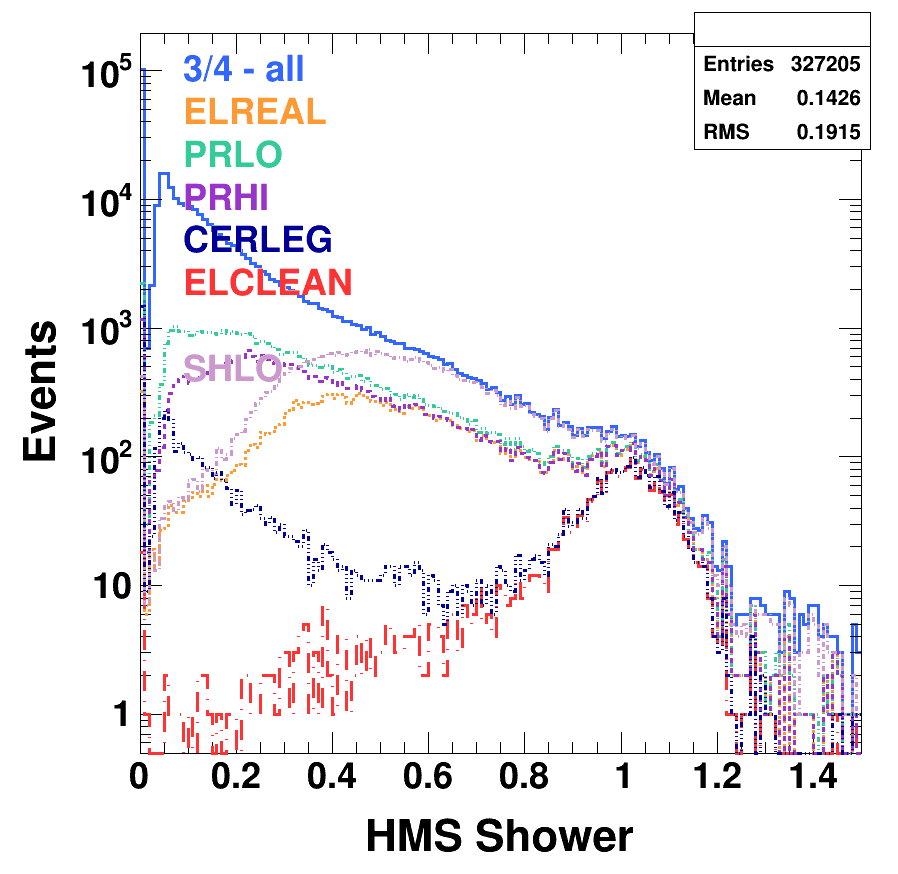 Entries 327205
Mean 0.1426
RMS 0.1915
3/4 - all
ELREAL
PRLO
PRHI
CERLEG
ELCLEAN
SHLO
Events
10^5
10^4
10^3
10^2
10
1
0 0.2 0.4 0.6 0.8 1 1.2 1.4
HMS Shower